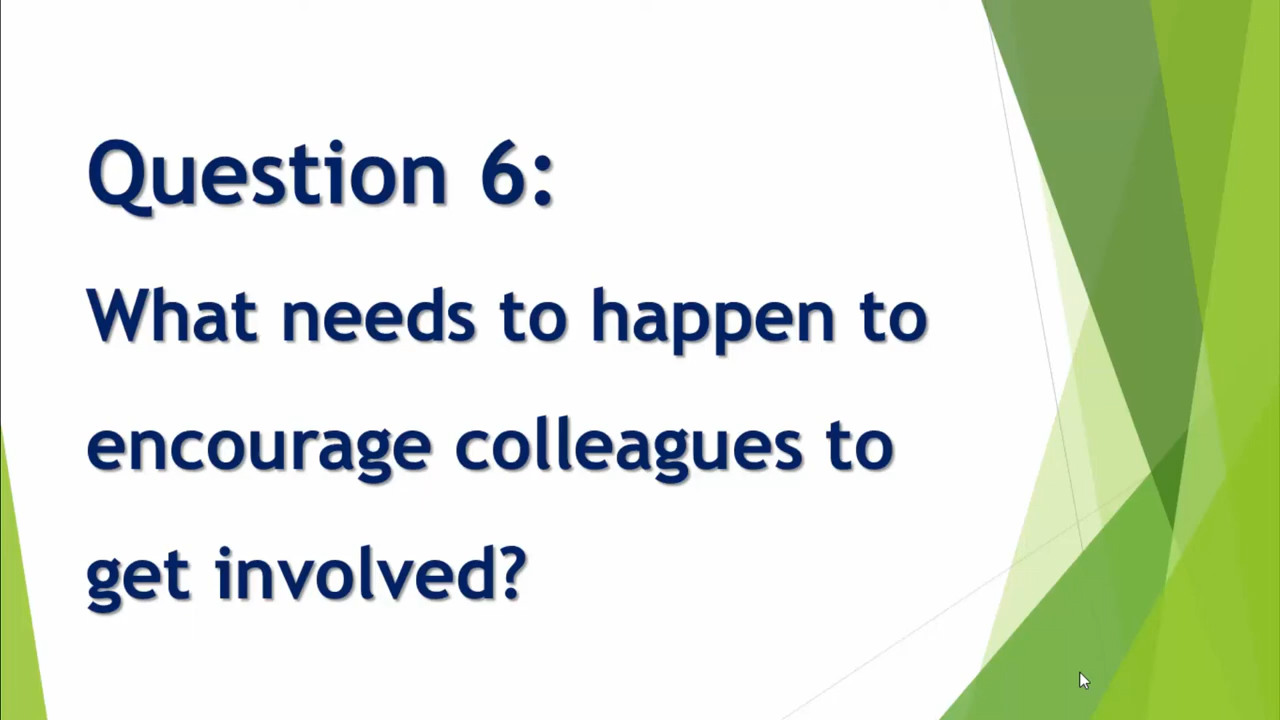 Question 6:
What needs to happen to
encourage colleagues to
get involved?